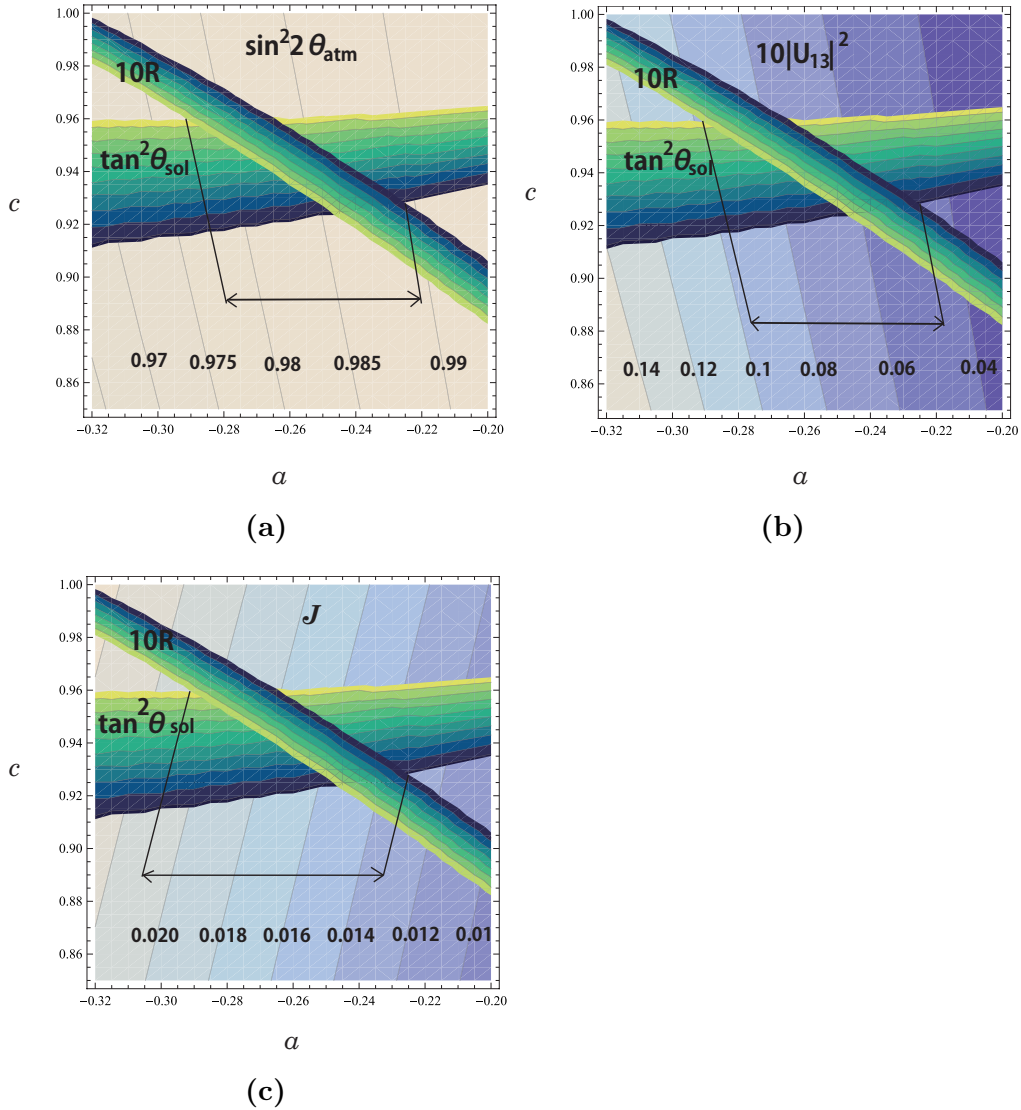 sin²2θatm
10R
tan²θsol
0.97 0.975 0.98 0.985 0.99
1.00
0.98
0.96
0.94
0.92
0.90
0.88
0.86
c
−0.32 −0.30 −0.28 −0.26 −0.24 −0.22 −0.20
a
(a)
10|U₁₃|²
10R
tan²θsol
0.14 0.12 0.1 0.08 0.06 0.04
1.00
0.98
0.96
0.94
0.92
0.90
0.88
0.86
c
−0.32 −0.30 −0.28 −0.26 −0.24 −0.22 −0.20
a
(b)
J
10R
tan²θsol
0.020 0.018 0.016 0.014 0.012 0.01
1.00
0.98
0.96
0.94
0.92
0.90
0.88
0.86
c
−0.32 −0.30 −0.28 −0.26 −0.24 −0.22 −0.20
a
(c)